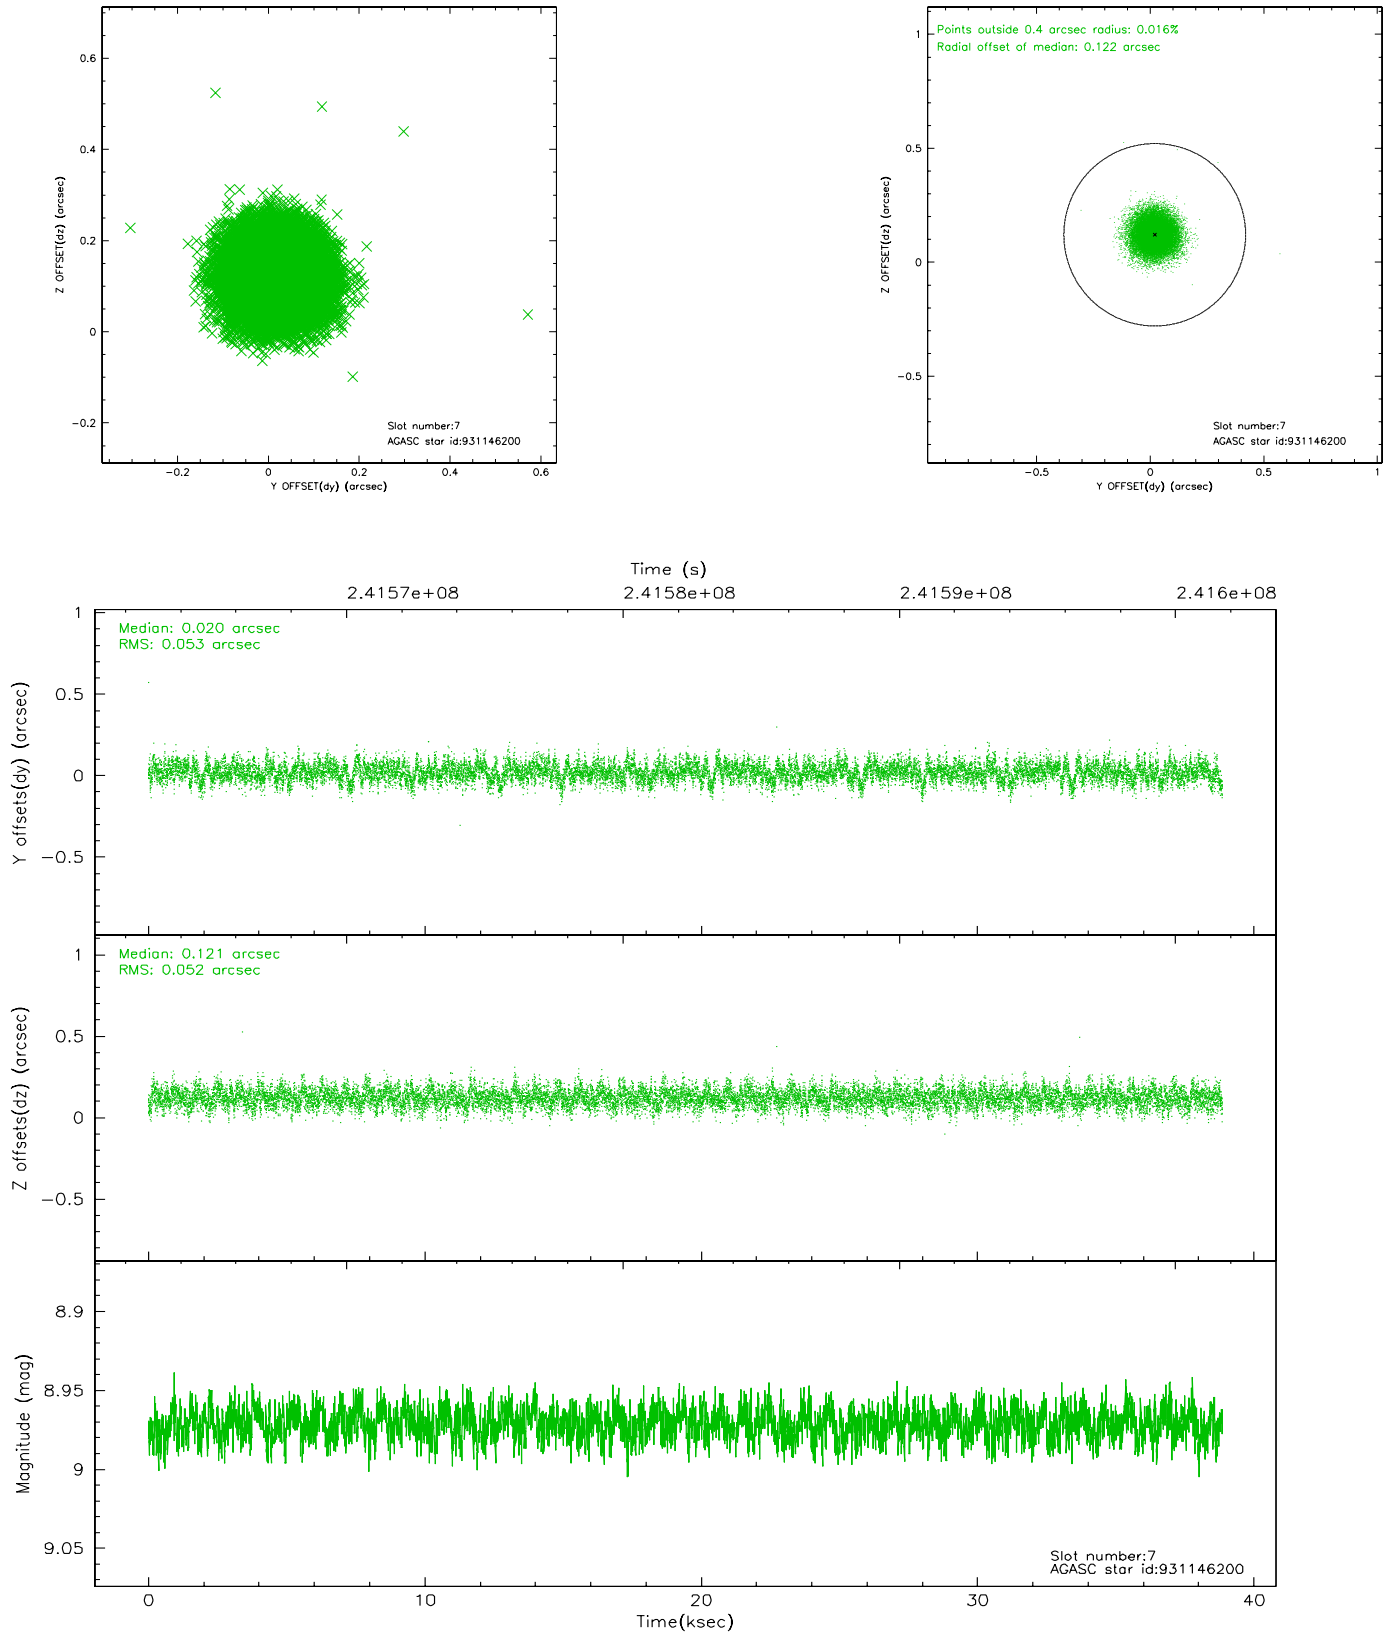 0.6
0.4
0.2
0
−0.2
Z OFFSET(dz) (arcsec)
Slot number:7
AGASC star id:931146200
−0.2 0 0.2 0.4 0.6
Y OFFSET(dy) (arcsec)
Points outside 0.4 arcsec radius: 0.016%
Radial offset of median: 0.122 arcsec
1
0.5
0
−0.5
Z OFFSET(dz) (arcsec)
Slot number:7
AGASC star id:931146200
−0.5 0 0.5 1
Y OFFSET(dy) (arcsec)
Time (s)
2.4157e+08 2.4158e+08 2.4159e+08 2.416e+08
Median: 0.020 arcsec
RMS: 0.053 arcsec
1
0.5
0
−0.5
Y offsets(dy) (arcsec)
Median: 0.121 arcsec
RMS: 0.052 arcsec
1
0.5
0
−0.5
Z offsets(dz) (arcsec)
8.9
8.95
9
9.05
Magnitude (mag)
Slot number:7
AGASC star id:931146200
0 10 20 30 40
Time(ksec)